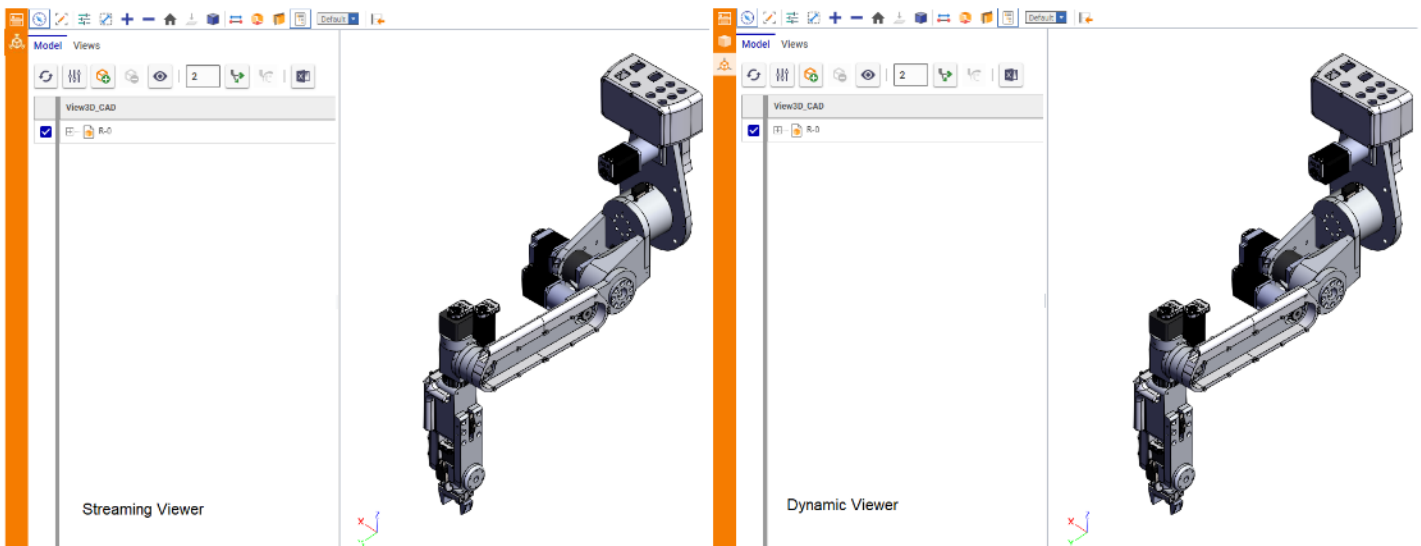 Default
Model Views
2
View3D_CAD
R-0
Streaming Viewer
X
Z
Y
Default
Model Views
2
View3D_CAD
R-0
Dynamic Viewer
X
Z
Y